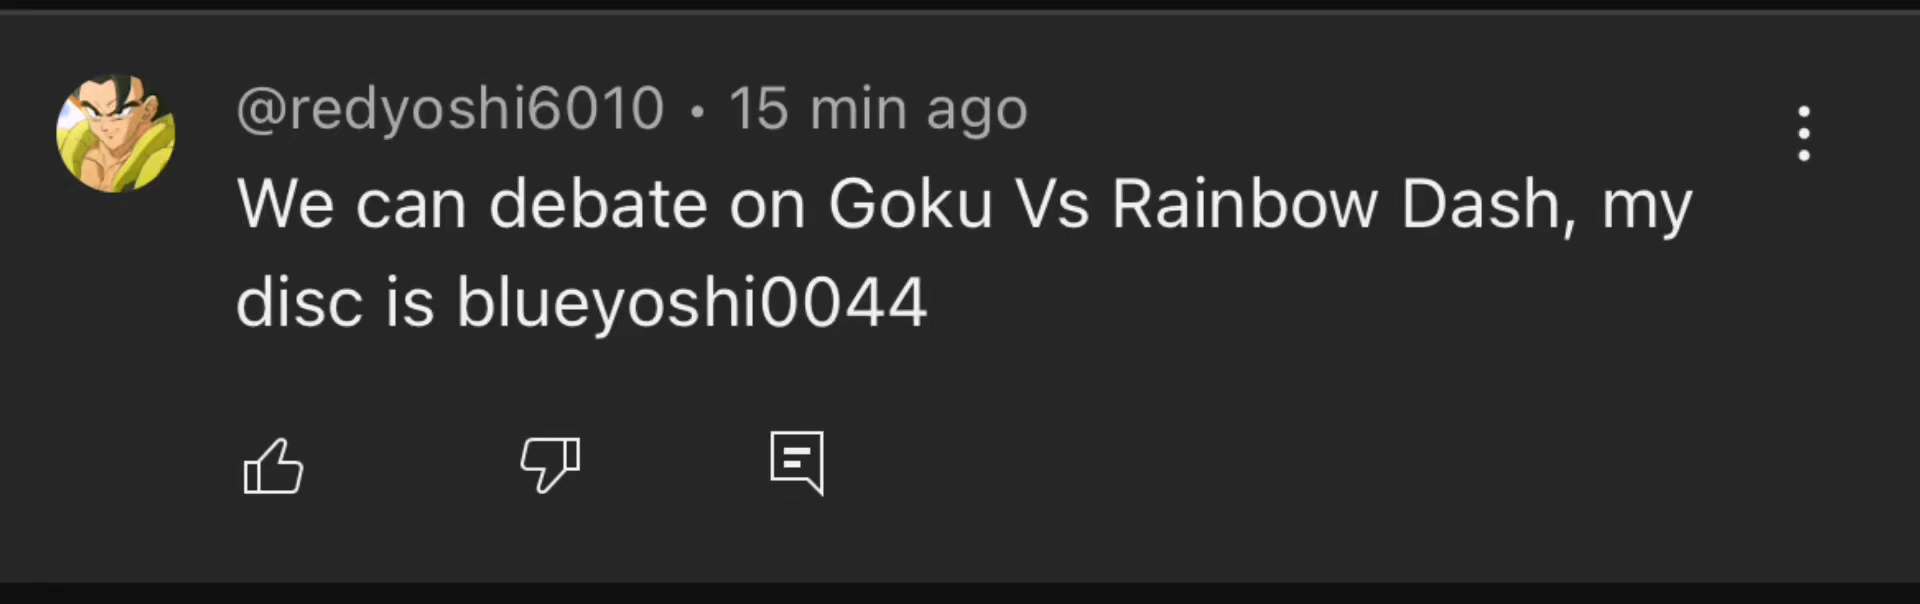 @redyoshi6010 • 15 min ago
We can debate on Goku Vs Rainbow Dash, my
disc is blueyoshi0044